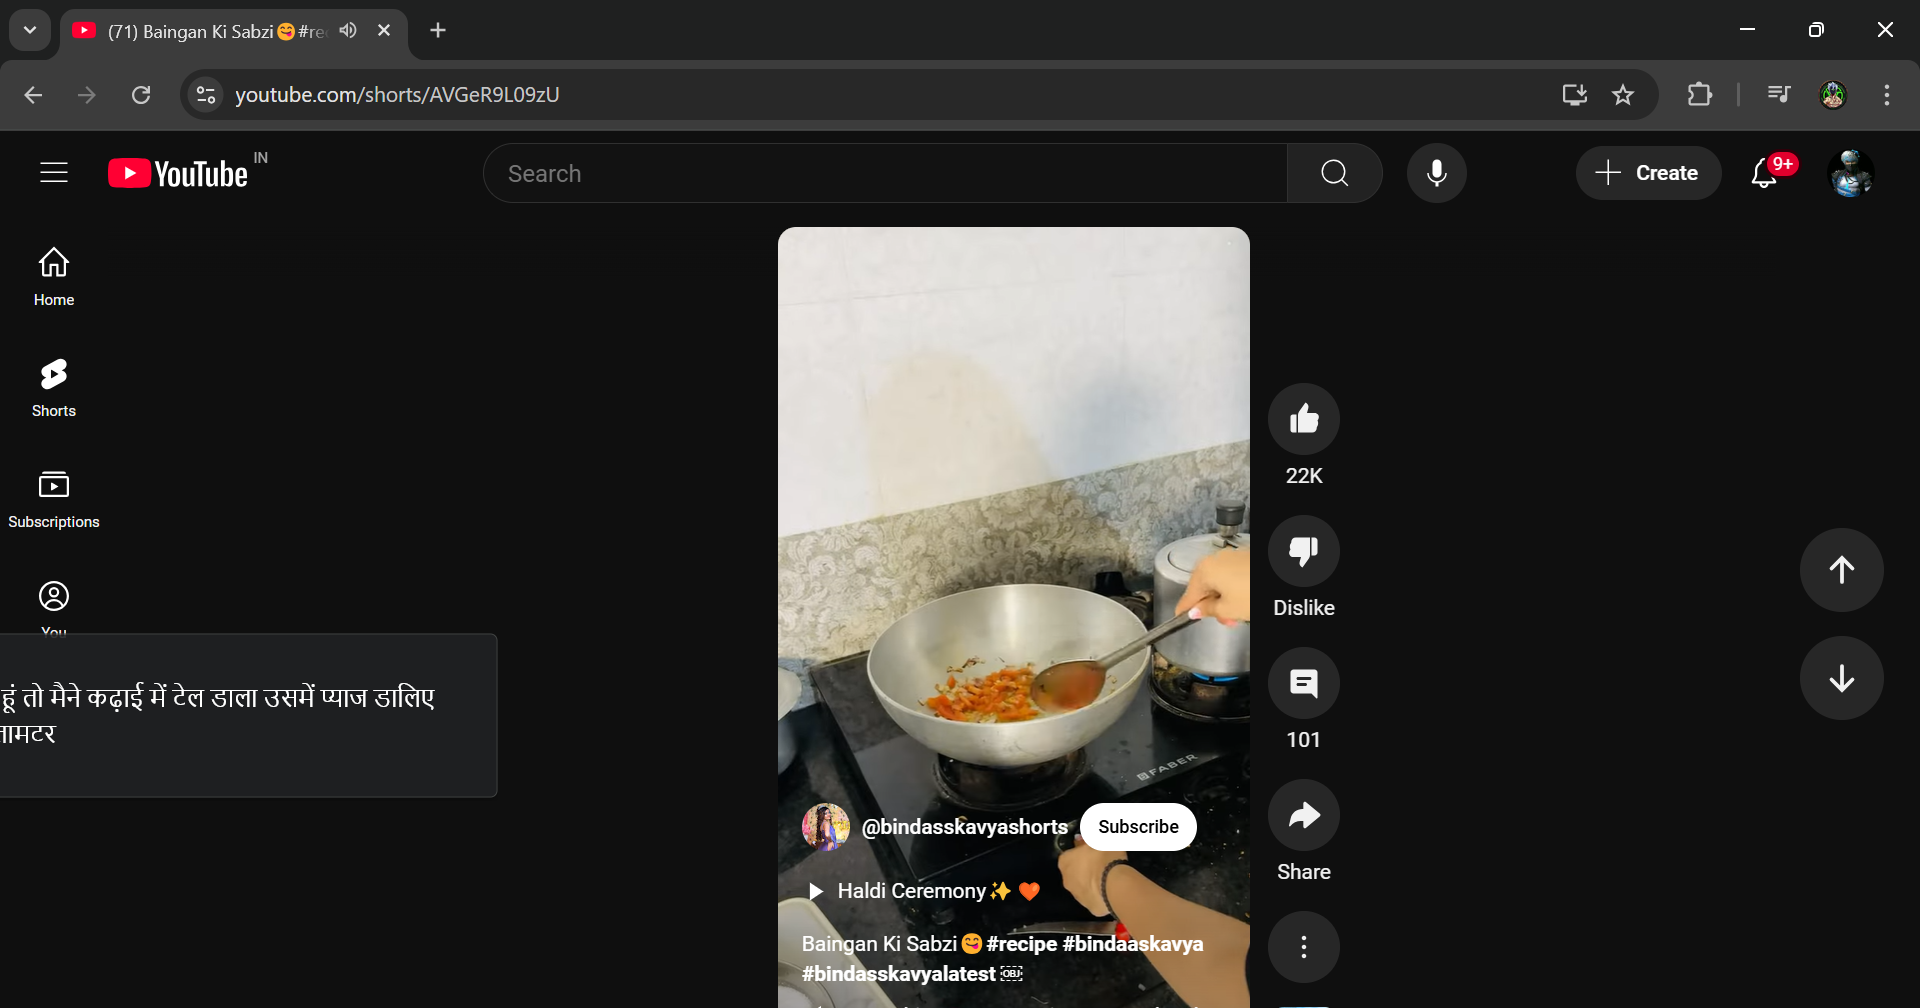 (71) Baingan Ki Sabzi😋#re
youtube.com/shorts/AVGeR9L09zU
YouTube IN
Search
Create
9+
Home
Shorts
Subscriptions
You
हूं तो मैने कढ़ाई में टेल डाला उसमें प्याज डालिए
टामटर
FABER
22K
Dislike
101
Share
@bindasskavyashorts Subscribe
Haldi Ceremony✨❤️
Baingan Ki Sabzi😋#recipe #bindaaskavya
#bindasskavyalatest ￼